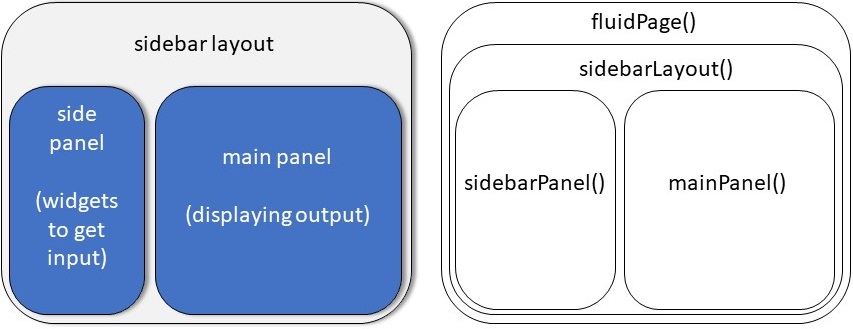 sidebar layout
side
panel
(widgets
to get
input)
main panel
(displaying output)
fluidPage()
sidebarLayout()
sidebarPanel()
mainPanel()